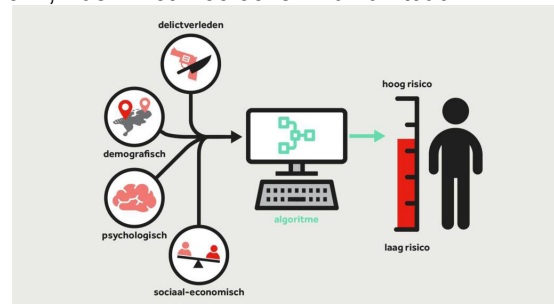 delictverleden
hoog risico
demografisch
psychologisch
algoritme
laag risico
sociaal-economisch